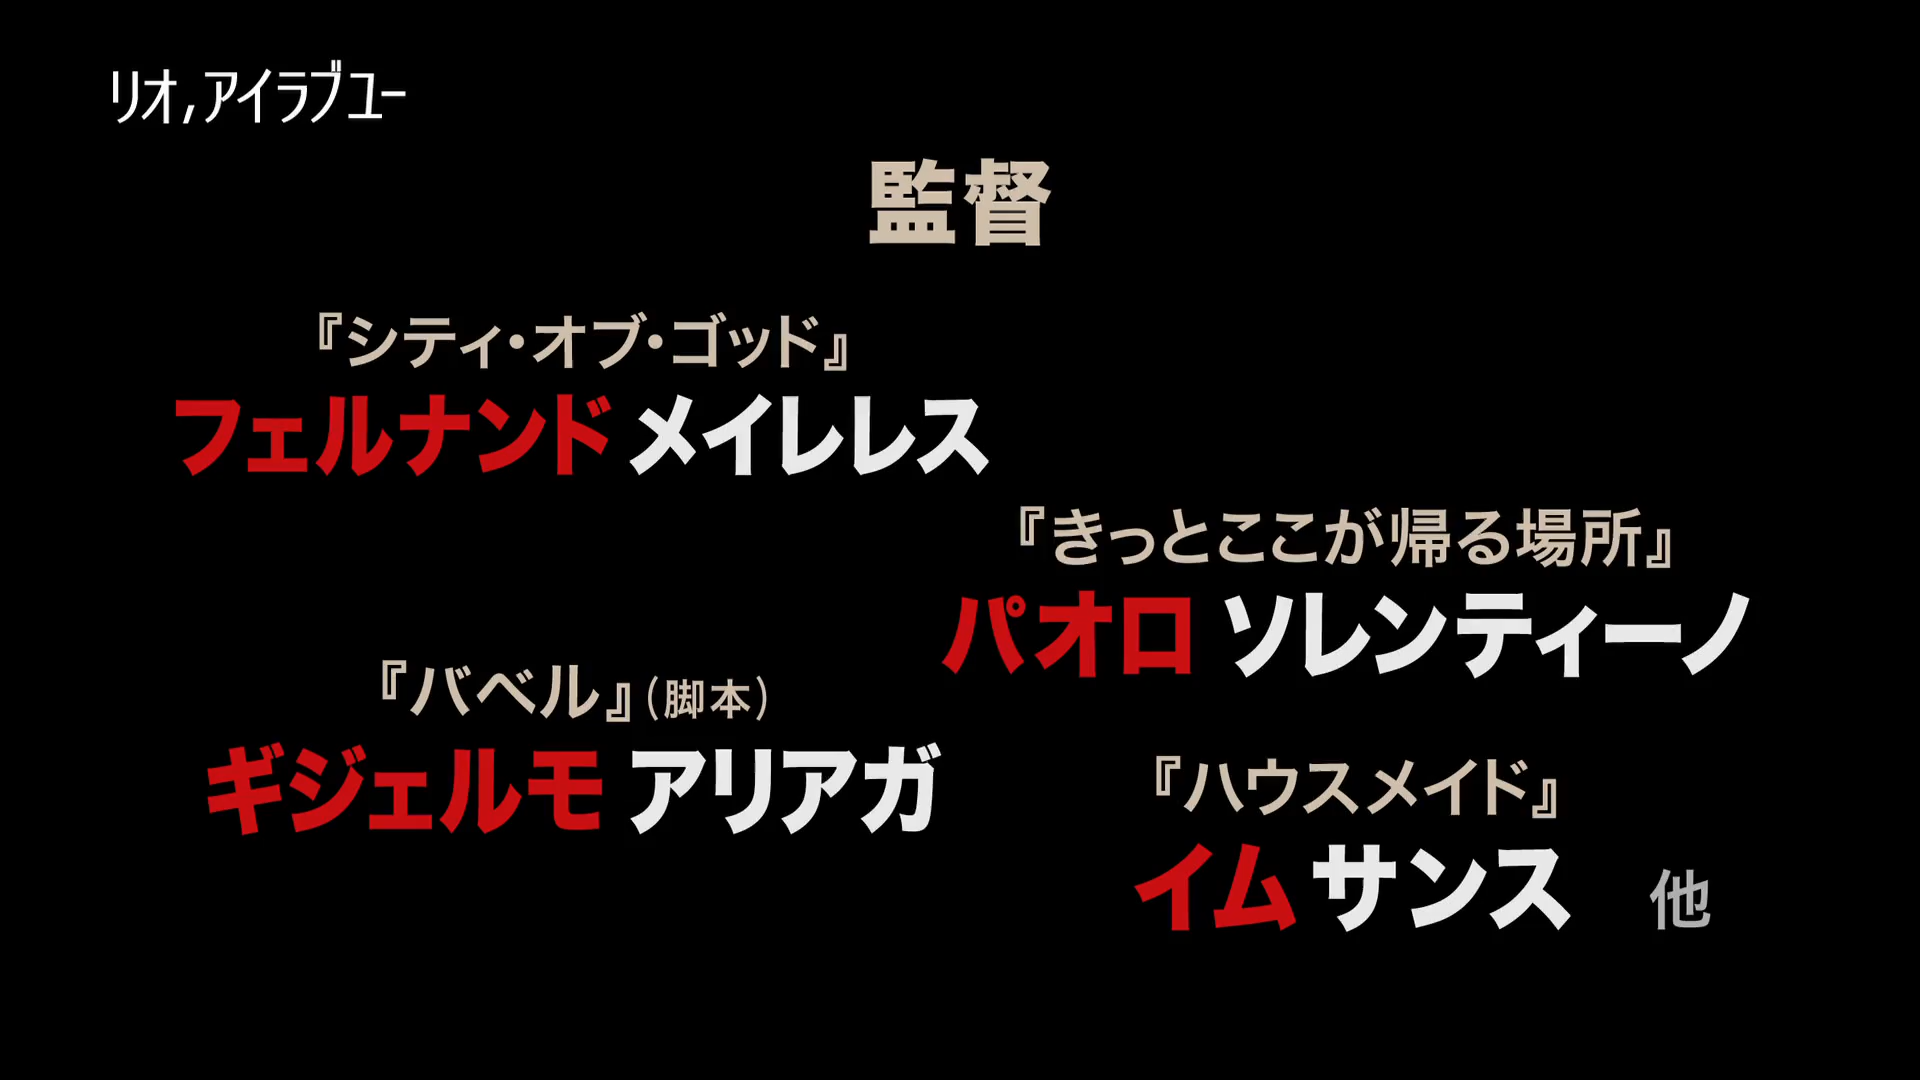 リオ,アイラブユー
監督
『シティ・オブ・ゴッド』
フェルナンド メイレレス
『きっとここが帰る場所』
パオロ ソレンティーノ
『バベル』(脚本)
ギジェルモ アリアガ
『ハウスメイド』
イム サンス 他